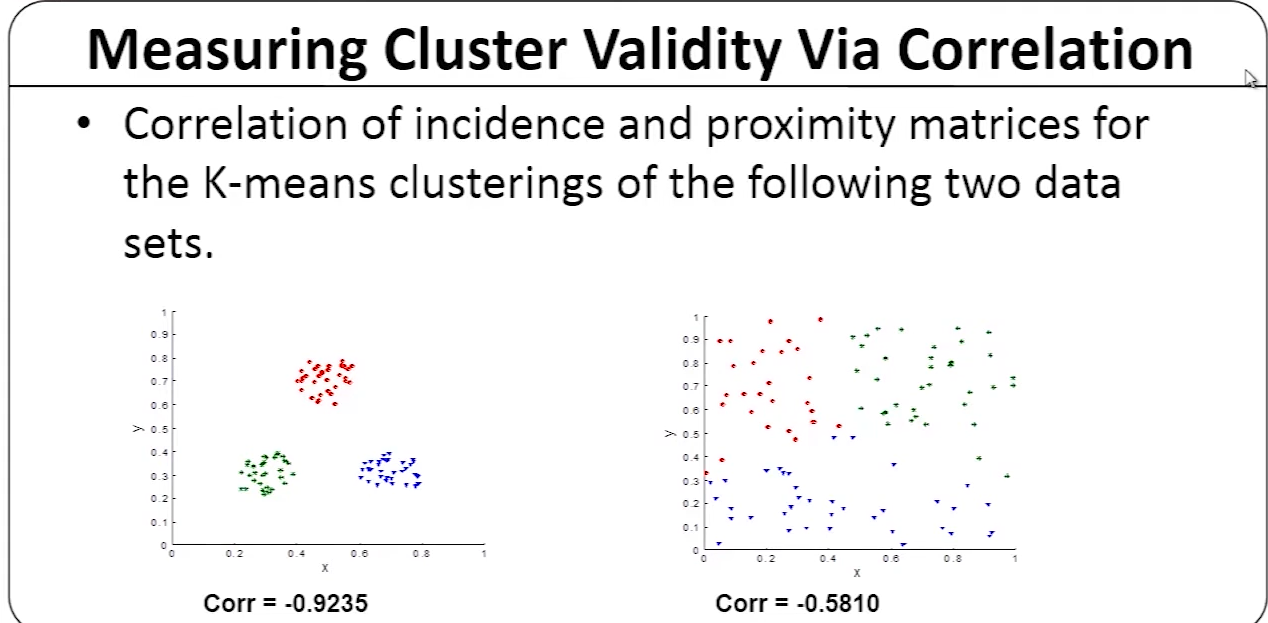 Measuring Cluster Validity Via Correlation
• Correlation of incidence and proximity matrices for
the K-means clusterings of the following two data
sets.
1
0.9
0.8
0.7
0.6
0.5
0.4
0.3
0.2
0.1
0
y
0 0.2 0.4 0.6 0.8 1
x
Corr = -0.9235
1
0.9
0.8
0.7
0.6
0.5
0.4
0.3
0.2
0.1
0
y
0 0.2 0.4 0.6 0.8 1
x
Corr = -0.5810